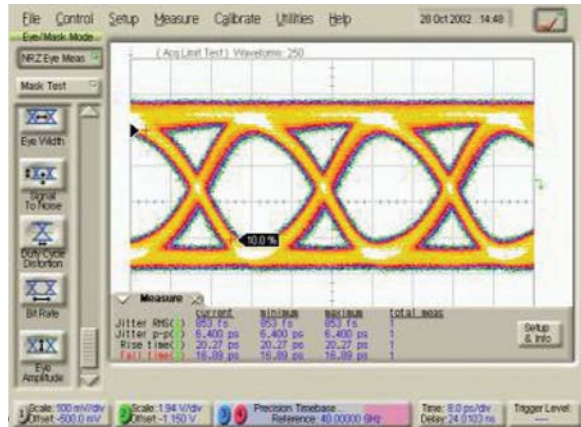 File Control Setup Measure Calibrate Utilities Help 28 Oct 2002 14:48
Eye/Mask Mode
NRZ Eye Meas
( Acq Limit Test) Waveforms: 250
Mask Test
Eye Width
Signal
To Noise
10.0 %
Duty Cycle
Distortion
Bit Rate
Measure
current minimum maximum total meas
Jitter RMS( ) 853 fs 853 fs 853 fs 1
Jitter p-p( ) 6.400 ps 6.400 ps 6.400 ps 1
Rise time( ) 20.27 ps 20.27 ps 20.27 ps 1
Fall time( ) 16.89 ps 16.89 ps 16.89 ps 1
Setup
& Info
Eye
Amplitude
1 Scale: 100 mV/div
Offset -500.0 mV
2 Scale: 1.94 V/div
Offset -1.150 V
3 4 Precision Timebase...
Reference: 40.00000 GHz
Time: 8.0 ps/div
Delay: 24.0103 ns
Trigger Level: